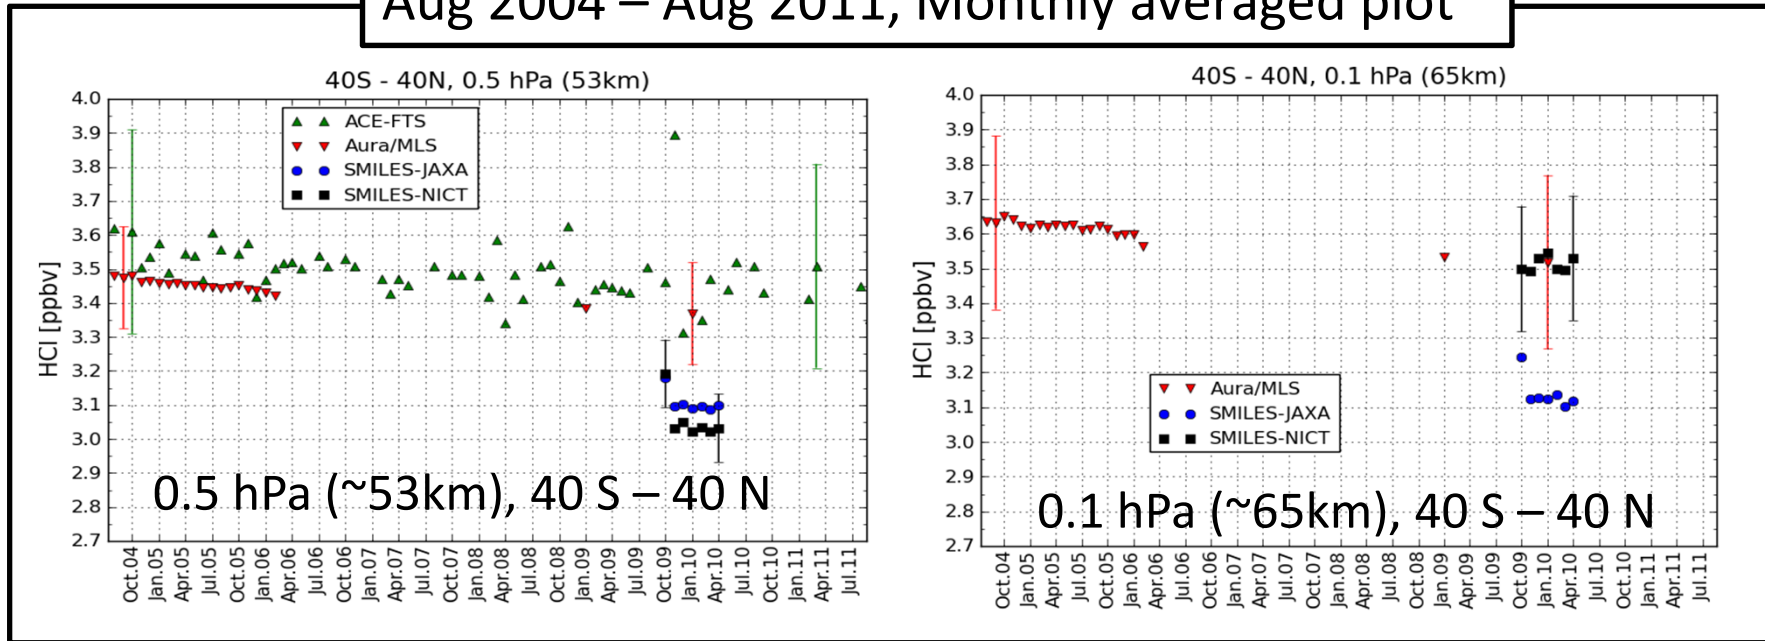 Aug 2004 – Aug 2011, Monthly averaged plot
40S - 40N, 0.5 hPa (53km)
4.0
3.9
3.8
3.7
3.6
3.5
3.4
3.3
3.2
3.1
3.0
2.9
2.8
2.7
HCl [ppbv]
ACE-FTS
Aura/MLS
SMILES-JAXA
SMILES-NICT
0.5 hPa (~53km), 40 S – 40 N
Oct.04 Jan.05 Apr.05 Jul.05 Oct.05 Jan.06 Apr.06 Jul.06 Oct.06 Jan.07 Apr.07 Jul.07 Oct.07 Jan.08 Apr.08 Jul.08 Oct.08 Jan.09 Apr.09 Jul.09 Oct.09 Jan.10 Apr.10 Jul.10 Oct.10 Jan.11 Apr.11 Jul.11
40S - 40N, 0.1 hPa (65km)
4.0
3.9
3.8
3.7
3.6
3.5
3.4
3.3
3.2
3.1
3.0
2.9
2.8
2.7
HCl [ppbv]
Aura/MLS
SMILES-JAXA
SMILES-NICT
0.1 hPa (~65km), 40 S – 40 N
Oct.04 Jan.05 Apr.05 Jul.05 Oct.05 Jan.06 Apr.06 Jul.06 Oct.06 Jan.07 Apr.07 Jul.07 Oct.07 Jan.08 Apr.08 Jul.08 Oct.08 Jan.09 Apr.09 Jul.09 Oct.09 Jan.10 Apr.10 Jul.10 Oct.10 Jan.11 Apr.11 Jul.11